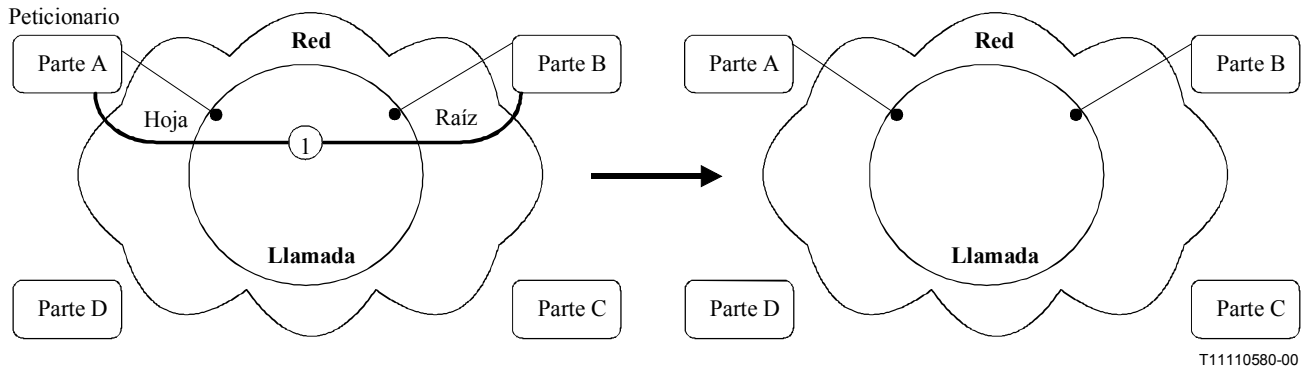 Peticionario
Parte A
Red
Parte B
Hoja
Raíz
1
Llamada
Parte D
Parte C
Parte A
Red
Parte B
Llamada
Parte D
Parte C
T11110580-00